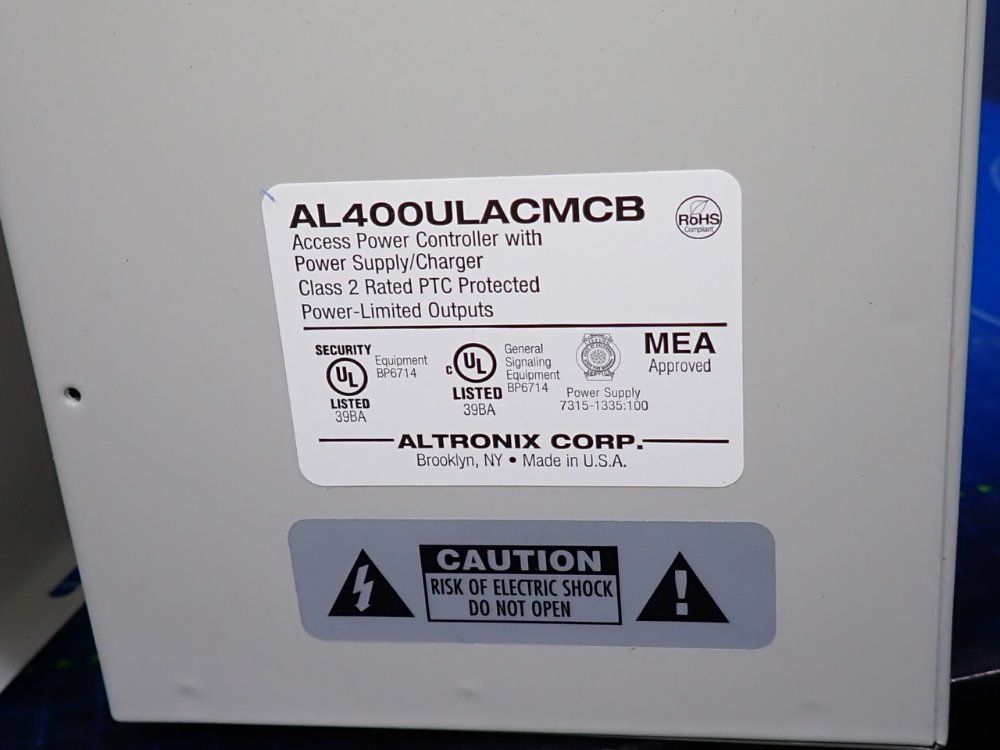 AL400ULACMCB
RoHS
Compliant
Access Power Controller with
Power Supply/Charger
Class 2 Rated PTC Protected
Power-Limited Outputs
SECURITY
UL
LISTED
39BA
Equipment
BP6714
C UL
LISTED
39BA
General
Signaling
Equipment
BP6714
Power Supply
7315-1335:100
MEA
Approved
ALTRONIX CORP.
Brooklyn, NY • Made in U.S.A.
CAUTION
RISK OF ELECTRIC SHOCK
DO NOT OPEN